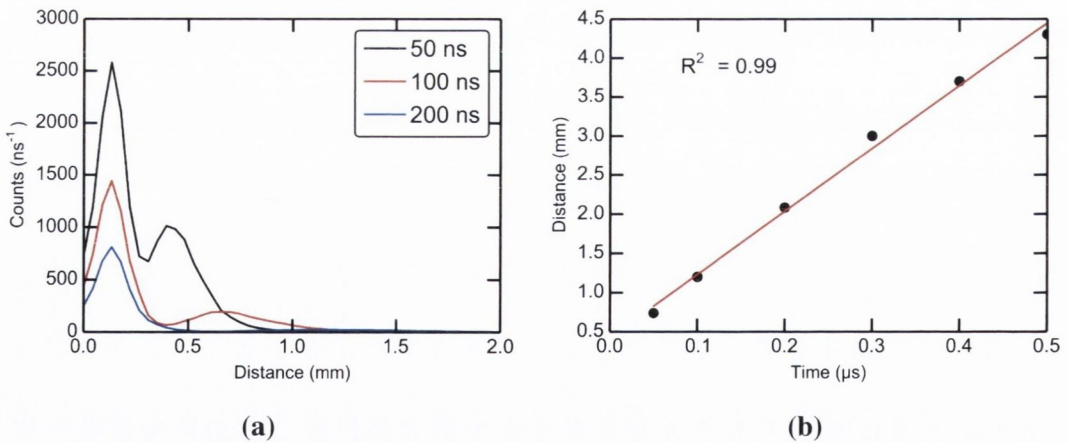 3000
2500
2000
1500
1000
500
0
Counts (ns⁻¹)
0.0 0.5 1.0 1.5 2.0
Distance (mm)
50 ns
100 ns
200 ns
(a)
4.5
4.0
3.5
3.0
2.5
2.0
1.5
1.0
0.5
Distance (mm)
0.0 0.1 0.2 0.3 0.4 0.5
Time (μs)
R² = 0.99
(b)